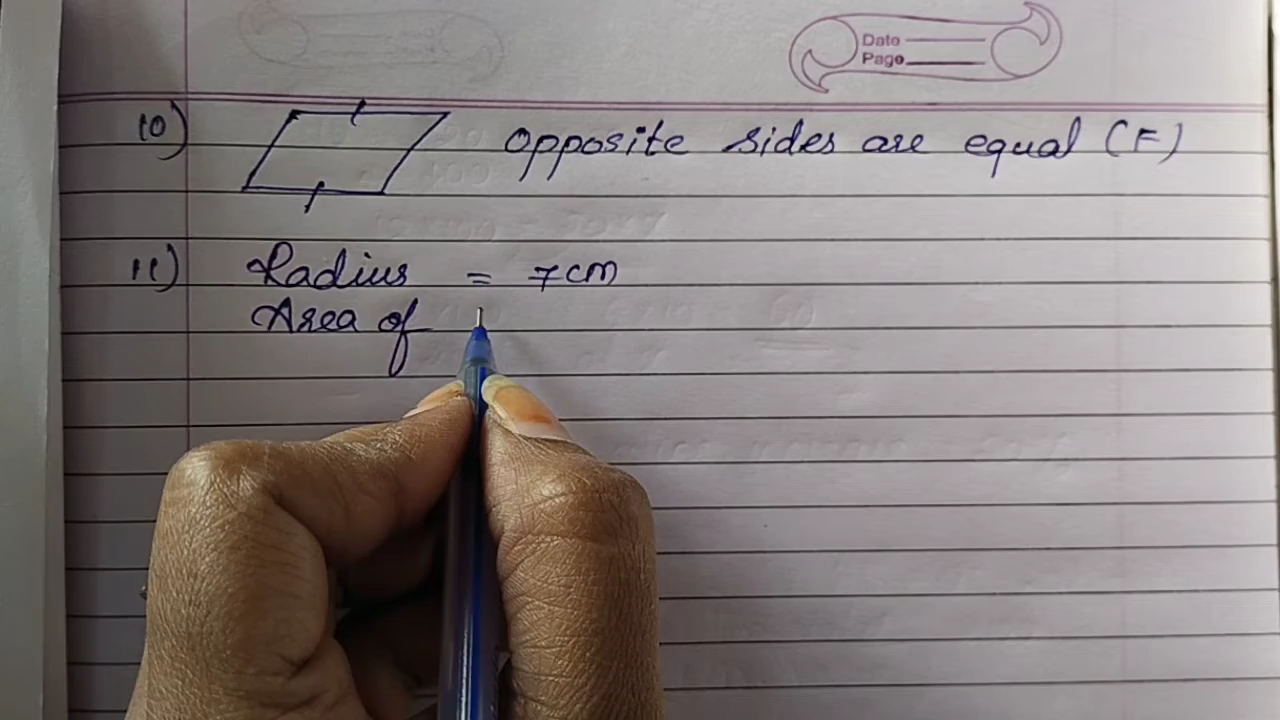 Date
Page
10) Opposite sides are equal (F)
11) Radius = 7cm
Area of